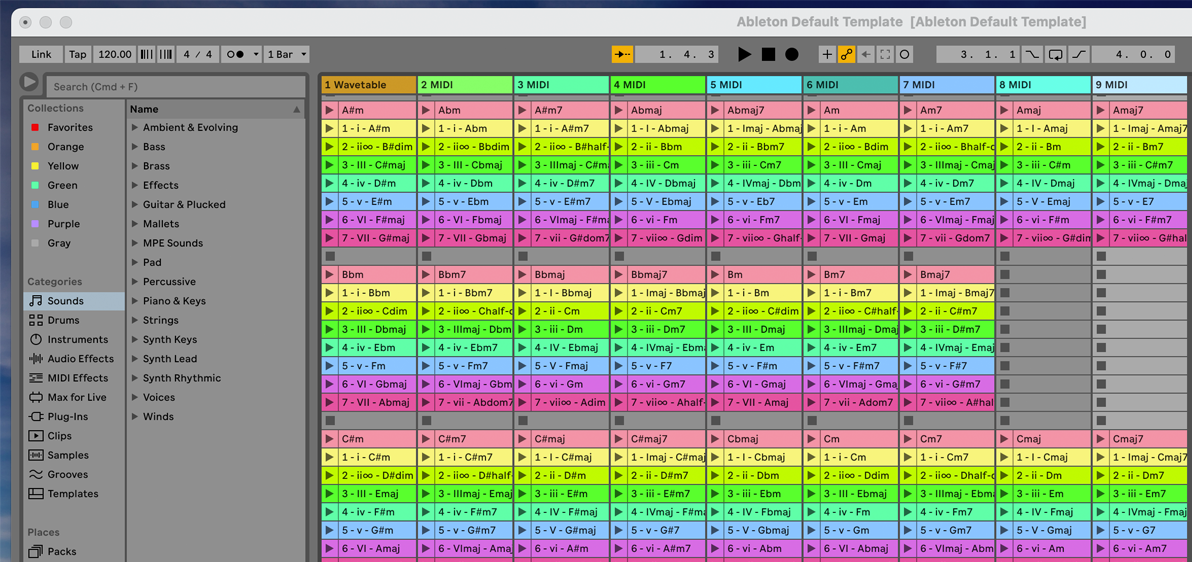 Ableton Default Template [Ableton Default Template]
Link Tap 120.00 4 / 4 1 Bar 1. 4. 3 3. 1. 1 4. 0. 0
Search (Cmd + F)
1 Wavetable 2 MIDI 3 MIDI 4 MIDI 5 MIDI 6 MIDI 7 MIDI 8 MIDI 9 MIDI
Collections
Favorites
Orange
Yellow
Green
Blue
Purple
Gray
Categories
Sounds
Drums
Instruments
Audio Effects
MIDI Effects
Max for Live
Plug-Ins
Clips
Samples
Grooves
Templates
Places
Packs
Name
Ambient & Evolving
Bass
Brass
Effects
Guitar & Plucked
Mallets
MPE Sounds
Pad
Percussive
Piano & Keys
Strings
Synth Keys
Synth Lead
Synth Rhythmic
Voices
Winds
A#m Abm A#m7 Abmaj Abmaj7 Am Am7 Amaj Amaj7
1 - i - A#m 1 - i - Abm 1 - i - A#m7 1 - I - Abmaj 1 - Imaj - Abmaj 1 - i - Am 1 - i - Am7 1 - I - Amaj 1 - Imaj - Amaj7
2 - ii∞ - B#dim 2 - ii∞ - Bbdim 2 - ii∞ - B#half- 2 - ii - Bbm 2 - ii - Bbm7 2 - ii∞ - Bdim 2 - ii∞ - Bhalf-d 2 - ii - Bm 2 - ii - Bm7
3 - III - C#maj 3 - III - Cbmaj 3 - IIImaj - C#m 3 - iii - Cm 3 - iii - Cm7 3 - III - Cmaj 3 - IIImaj - Cmaj 3 - iii - C#m 3 - iii - C#m7
4 - iv - D#m 4 - iv - Dbm 4 - iv - D#m7 4 - IV - Dbmaj 4 - IVmaj - Dbm 4 - iv - Dm 4 - iv - Dm7 4 - IV - Dmaj 4 - IVmaj - Dmaj
5 - v - E#m 5 - v - Ebm 5 - v - E#m7 5 - V - Ebmaj 5 - v - Eb7 5 - v - Em 5 - v - Em7 5 - V - Emaj 5 - v - E7
6 - VI - F#maj 6 - VI - Fbmaj 6 - VImaj - F#m 6 - vi - Fm 6 - vi - Fm7 6 - VI - Fmaj 6 - VImaj - Fmaj 6 - vi - F#m 6 - vi - F#m7
7 - VII - G#maj 7 - VII - Gbmaj 7 - vii - G#dom7 7 - vii∞ - Gdim 7 - vii∞ - Ghalf- 7 - VII - Gmaj 7 - vii - Gdom7 7 - vii∞ - G#dim 7 - vii∞ - G#hal
Bbm Bbm7 Bbmaj Bbmaj7 Bm Bm7 Bmaj7
1 - i - Bbm 1 - i - Bbm7 1 - I - Bbmaj 1 - Imaj - Bbmaj 1 - i - Bm 1 - i - Bm7 1 - Imaj - Bmaj7
2 - ii∞ - Cdim 2 - ii∞ - Chalf-d 2 - ii - Cm 2 - ii - Cm7 2 - ii∞ - C#dim 2 - ii∞ - C#half- 2 - ii - C#m7
3 - III - Dbmaj 3 - IIImaj - Dbm 3 - iii - Dm 3 - iii - Dm7 3 - III - Dmaj 3 - IIImaj - Dmaj 3 - iii - D#m7
4 - iv - Ebm 4 - iv - Ebm7 4 - IV - Ebmaj 4 - IVmaj - Ebm 4 - iv - Em 4 - iv - Em7 4 - IVmaj - Emaj
5 - v - Fm 5 - v - Fm7 5 - V - Fmaj 5 - v - F7 5 - v - F#m 5 - v - F#m7 5 - v - F#7
6 - VI - Gbmaj 6 - VImaj - Gbm 6 - vi - Gm 6 - vi - Gm7 6 - VI - Gmaj 6 - VImaj - Gmaj 6 - vi - G#m7
7 - VII - Abmaj 7 - vii - Abdom7 7 - vii∞ - Adim 7 - vii∞ - Ahalf- 7 - VII - Amaj 7 - vii - Adom7 7 - vii∞ - A#hal
C#m C#m7 C#maj C#maj7 Cbmaj Cm Cm7 Cmaj Cmaj7
1 - i - C#m 1 - i - C#m7 1 - I - C#maj 1 - Imaj - C#maj 1 - I - Cbmaj 1 - i - Cm 1 - i - Cm7 1 - I - Cmaj 1 - Imaj - Cmaj7
2 - ii∞ - D#dim 2 - ii∞ - D#half- 2 - ii - D#m 2 - ii - D#m7 2 - ii - Dbm 2 - ii∞ - Ddim 2 - ii∞ - Dhalf-d 2 - ii - Dm 2 - ii - Dm7
3 - III - Emaj 3 - IIImaj - Emaj 3 - iii - E#m 3 - iii - E#m7 3 - iii - Ebm 3 - III - Ebmaj 3 - IIImaj - Ebm 3 - iii - Em 3 - iii - Em7
4 - iv - F#m 4 - iv - F#m7 4 - IV - F#maj 4 - IVmaj - F#m 4 - IV - Fbmaj 4 - iv - Fm 4 - iv - Fm7 4 - IV - Fmaj 4 - IVmaj - Fmaj
5 - v - G#m 5 - v - G#m7 5 - V - G#maj 5 - v - G#7 5 - V - Gbmaj 5 - v - Gm 5 - v - Gm7 5 - V - Gmaj 5 - v - G7
6 - VI - Amaj 6 - VImaj - Ama 6 - vi - A#m 6 - vi - A#m7 6 - vi - Abm 6 - VI - Abmaj 6 - VImaj - Abm 6 - vi - Am 6 - vi - Am7